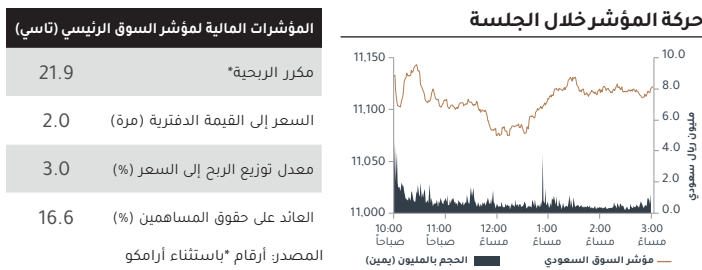 حركة المؤشر خلال الجلسة
11,150
11,100
11,050
11,000
10.0
8.0
6.0
4.0
2.0
0.0
مليون ريال سعودي
10:00 11:00 12:00 1:00 2:00 3:00
صباحاً صباحاً مساءً مساءً مساءً مساءً
مؤشر السوق السعودي الحجم بالمليون (يمين)
المؤشرات المالية لمؤشر السوق الرئيسي (تاسي)
مكرر الربحية* 21.9
السعر إلى القيمة الدفترية (مرة) 2.0
معدل توزيع الربح إلى السعر (%) 3.0
العائد على حقوق المساهمين (%) 16.6
المصدر: أرقام *باستثناء أرامكو